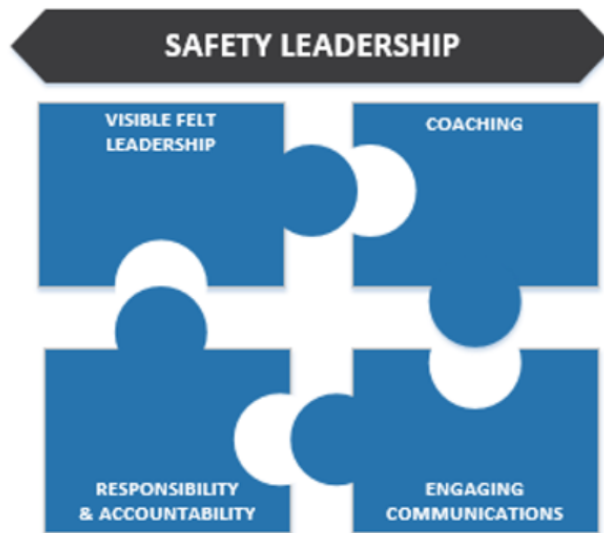 SAFETY LEADERSHIP
VISIBLE FELT
LEADERSHIP
COACHING
RESPONSIBILITY
& ACCOUNTABILITY
ENGAGING
COMMUNICATIONS